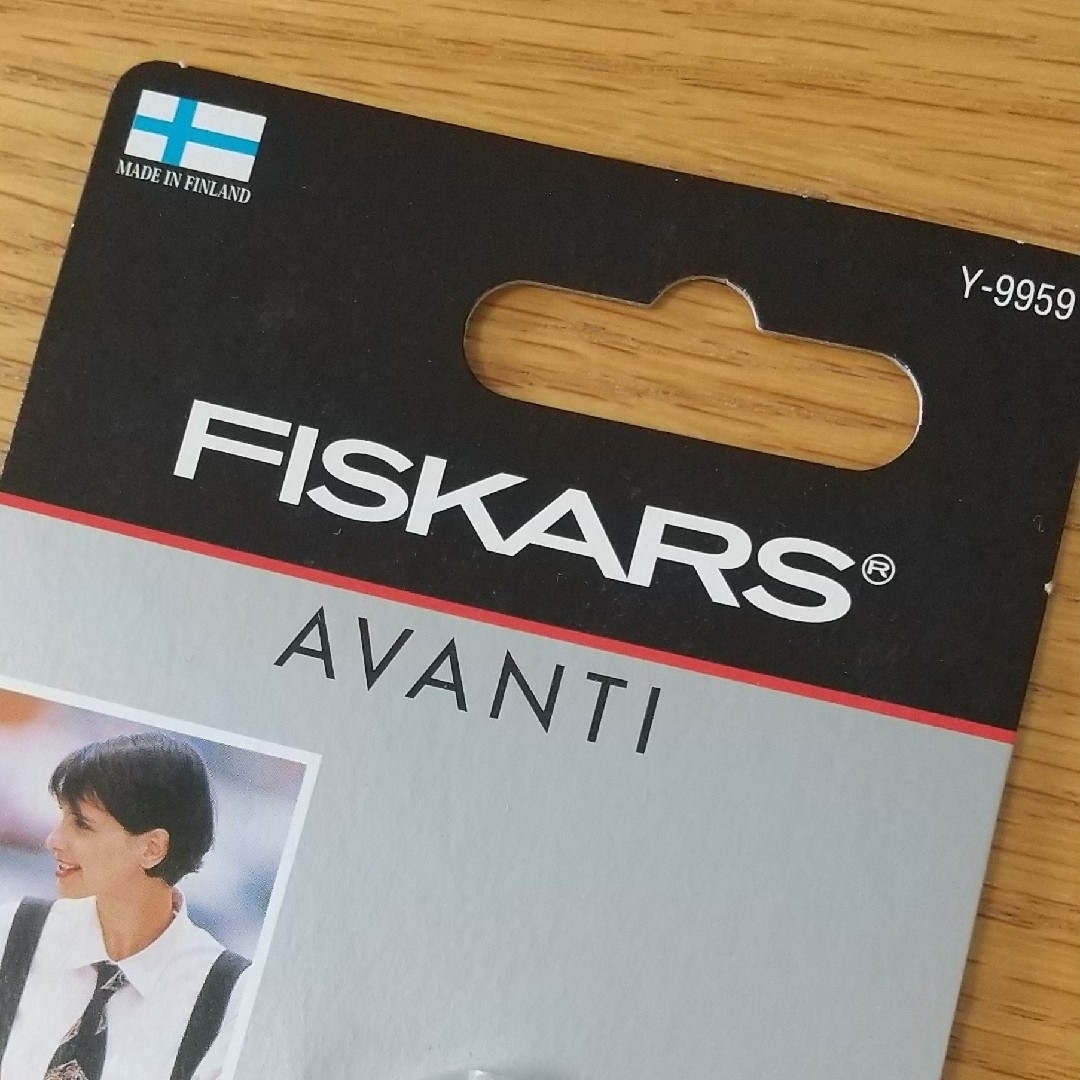 MADE IN FINLAND
Y-9959
FISKARS®
AVANTI